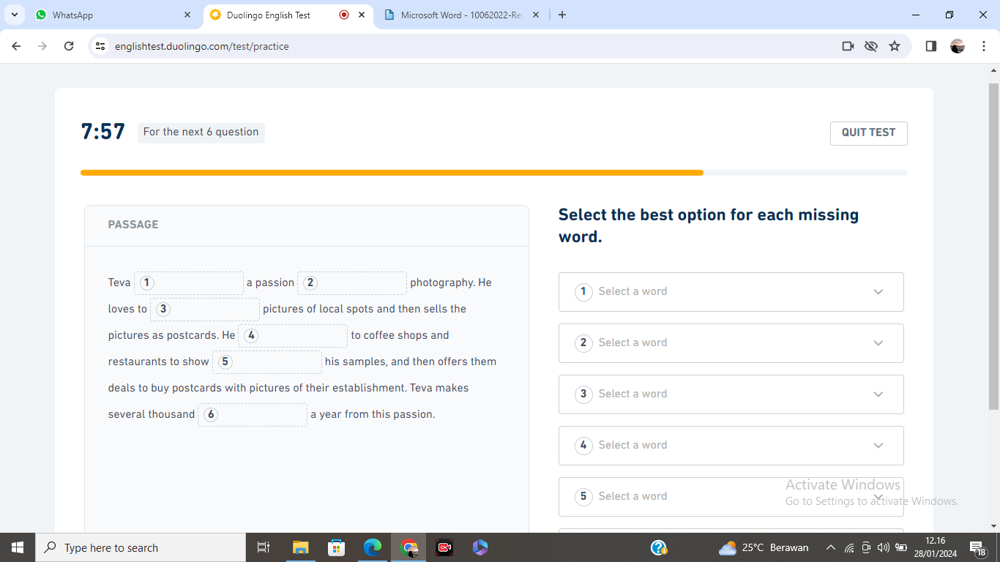 WhatsApp
Duolingo English Test
Microsoft Word - 10062022-Re
englishtest.duolingo.com/test/practice
7:57
For the next 6 question
QUIT TEST
PASSAGE
Teva 1 a passion 2 photography. He
loves to 3 pictures of local spots and then sells the
pictures as postcards. He 4 to coffee shops and
restaurants to show 5 his samples, and then offers them
deals to buy postcards with pictures of their establishment. Teva makes
several thousand 6 a year from this passion.
Select the best option for each missing
word.
1 Select a word
2 Select a word
3 Select a word
4 Select a word
5 Select a word
Activate Windows
Go to Settings to activate Windows.
Type here to search
25°C Berawan
12.16
28/01/2024
18